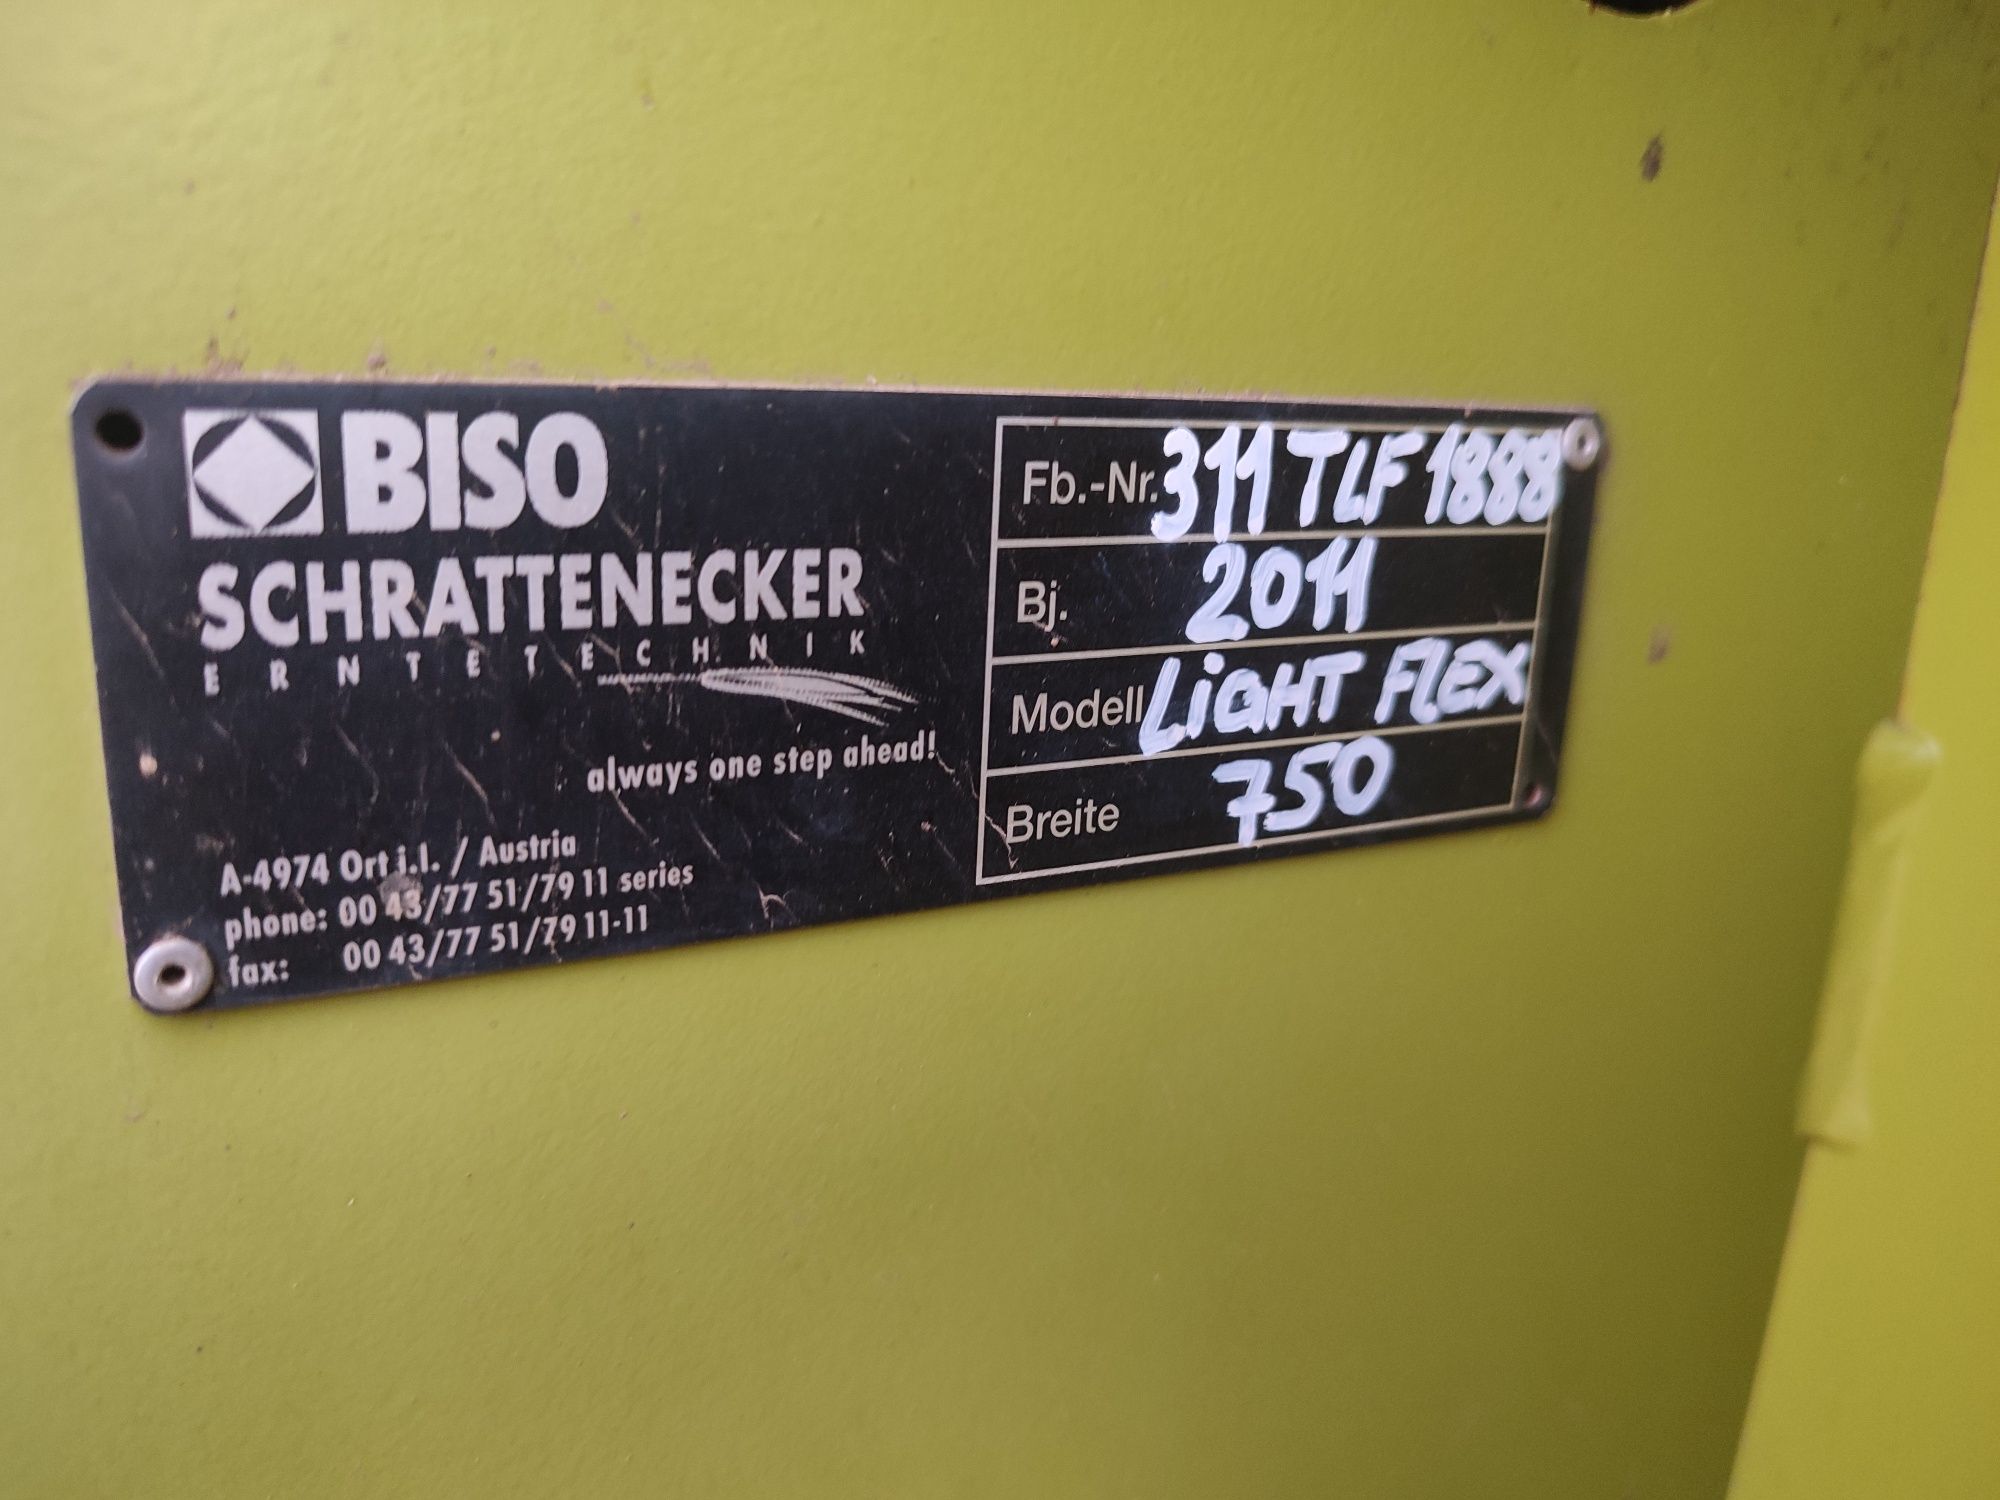 BISO
SCHRATTENECKER
ERNTETECHNIK
always one step ahead!
A-4974 Ort i.I. / Austria
phone: 00 43/77 51/79 11 series
fax: 00 43/77 51/79 11-11
Fb.-Nr. 311 TLF 1888
Bj. 2011
Modell LiGHT FLEX
Breite 750